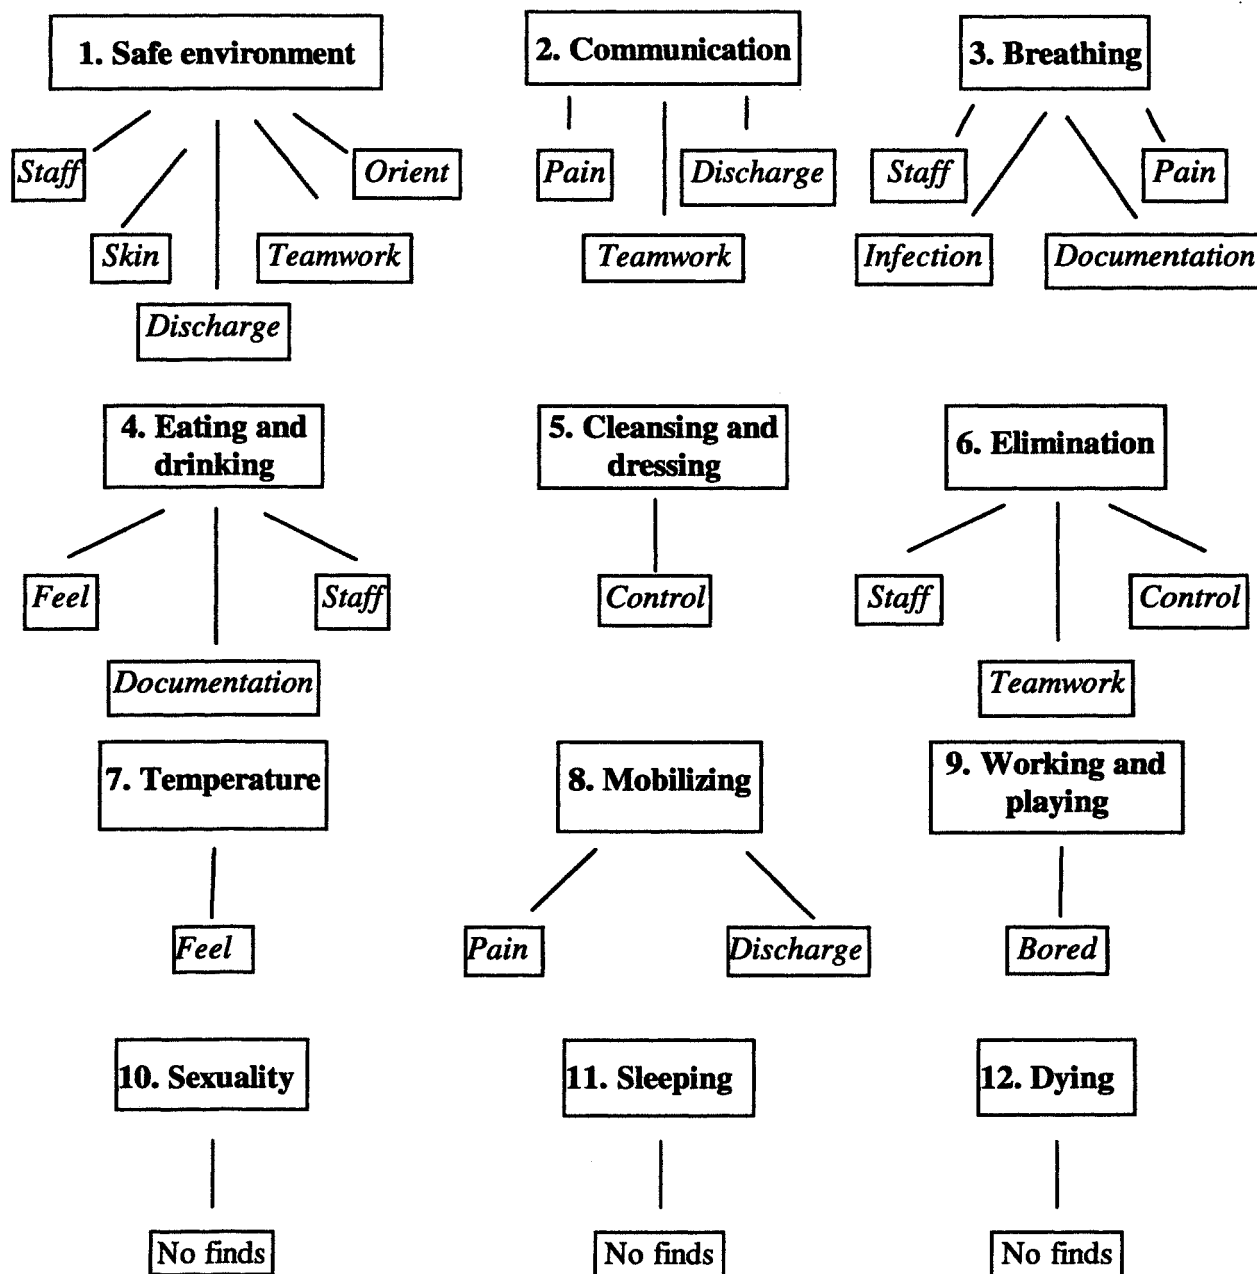 1. Safe environment
2. Communication
3. Breathing
Staff
Orient
Pain
Discharge
Staff
Pain
Skin
Teamwork
Teamwork
Infection
Documentation
Discharge
4. Eating and
drinking
5. Cleansing and
dressing
6. Elimination
Feel
Staff
Control
Staff
Control
Documentation
Teamwork
7. Temperature
8. Mobilizing
9. Working and
playing
Feel
Pain
Discharge
Bored
10. Sexuality
11. Sleeping
12. Dying
No finds
No finds
No finds